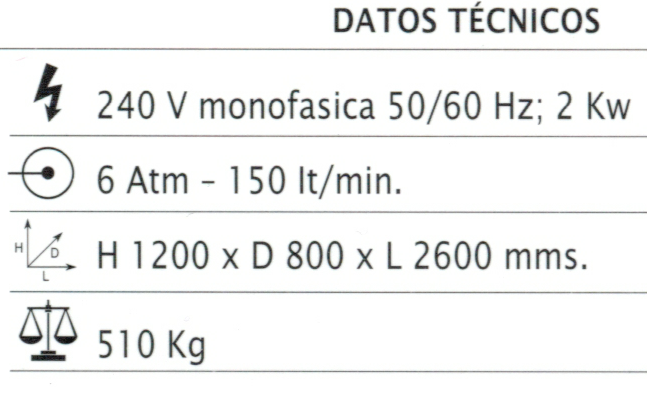 DATOS TÉCNICOS
240 V monofasica 50/60 Hz; 2 Kw
6 Atm – 150 lt/min.
H D L
H 1200 x D 800 x L 2600 mms.
510 Kg